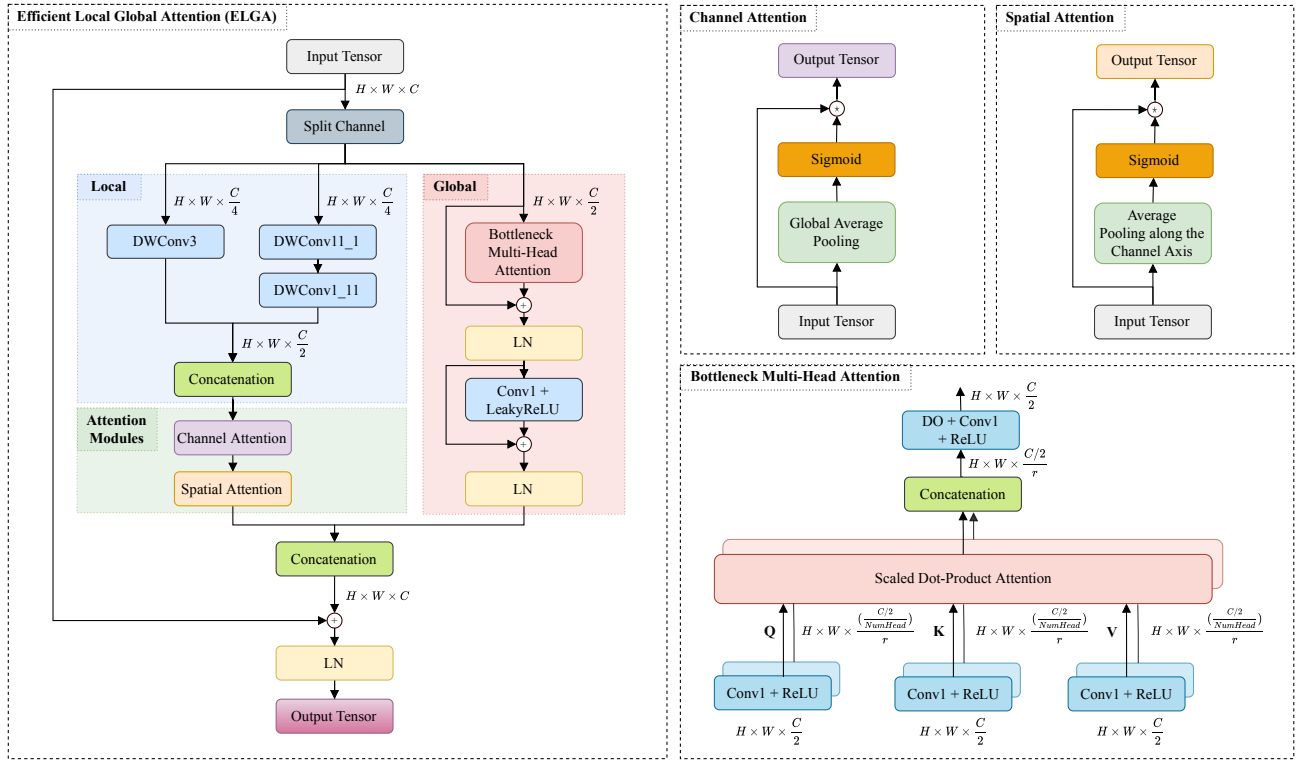 Efficient Local Global Attention (ELGA)
Input Tensor
H × W × C
Split Channel
Local
H × W × C/4
H × W × C/4
DWConv3
DWConv11_1
DWConv1_11
H × W × C/2
Concatenation
Attention
Modules
Channel Attention
Spatial Attention
Global
H × W × C/2
Bottleneck
Multi-Head
Attention
+
LN
Conv1 +
LeakyReLU
+
LN
Concatenation
H × W × C
+
LN
Output Tensor
Channel Attention
Output Tensor
*
Sigmoid
Global Average
Pooling
Input Tensor
Spatial Attention
Output Tensor
*
Sigmoid
Average
Pooling along the
Channel Axis
Input Tensor
Bottleneck Multi-Head Attention
H × W × C/2
DO + Conv1
+ ReLU
H × W × (C/2)/r
Concatenation
Scaled Dot-Product Attention
Q
H × W × ((C/2)/NumHead)/r
K
H × W × ((C/2)/NumHead)/r
V
H × W × ((C/2)/NumHead)/r
Conv1 + ReLU
Conv1 + ReLU
Conv1 + ReLU
H × W × C/2
H × W × C/2
H × W × C/2